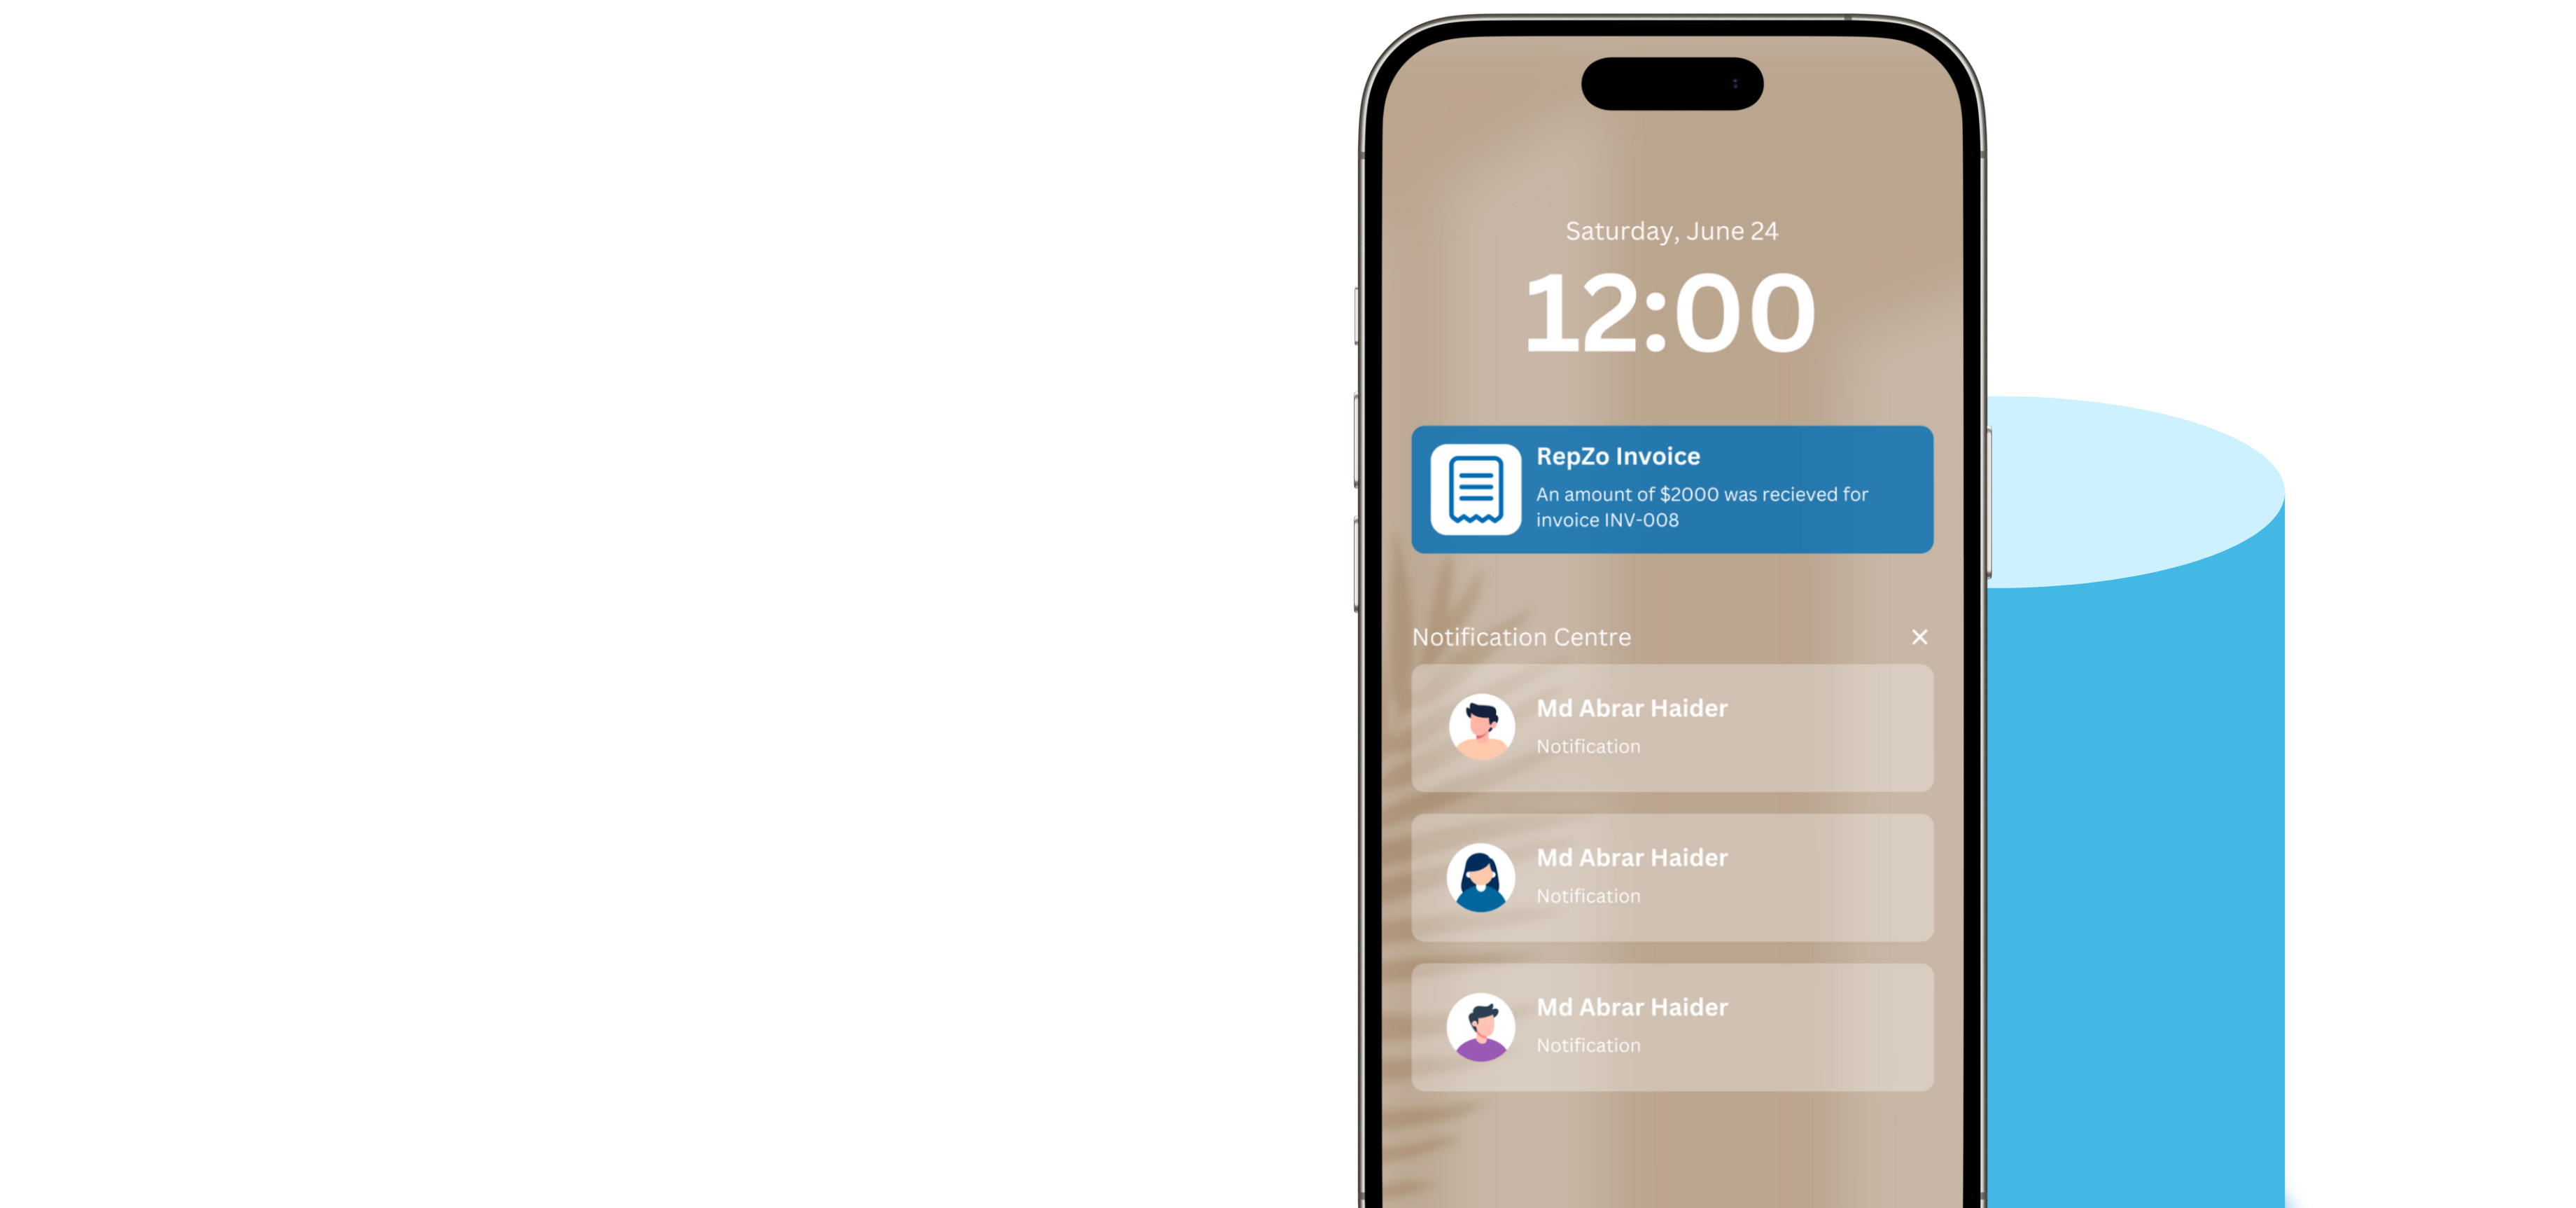 Saturday, June 24
12:00
RepZo Invoice
An amount of $2000 was recieved for
invoice INV-008
Notification Centre
Md Abrar Haider
Notification
Md Abrar Haider
Notification
Md Abrar Haider
Notification